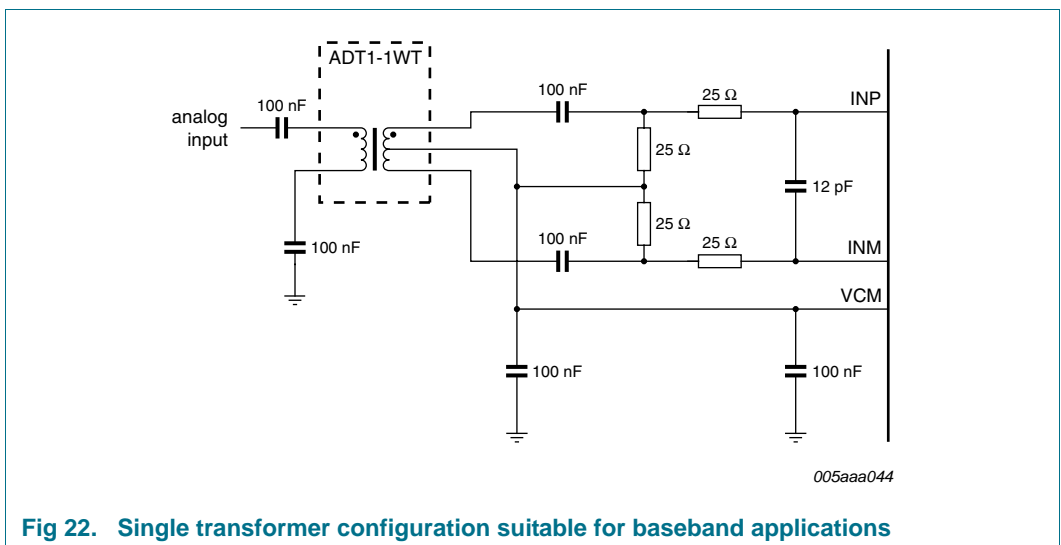 ADT1-1WT
100 nF
analog
input
100 nF
100 nF
25 Ω
INP
25 Ω
12 pF
25 Ω
100 nF
25 Ω
INM
VCM
100 nF
100 nF
005aaa044
Fig 22. Single transformer configuration suitable for baseband applications